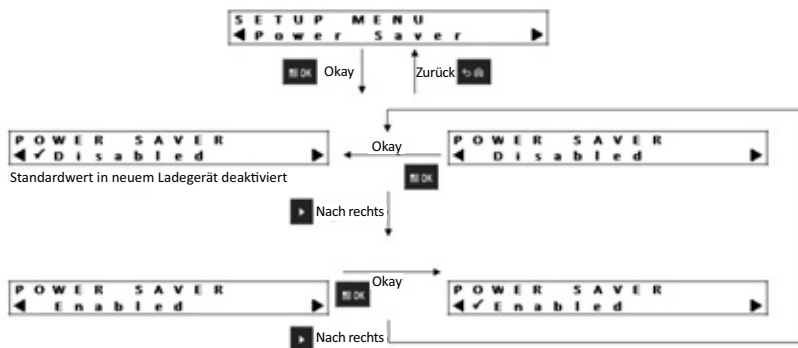 SETUP MENU
◀ Power Saver ▶
OK Okay
Zurück
POWER SAVER
◀ ✓ Disabled ▶
Okay
OK
POWER SAVER
◀ Disabled ▶
Standardwert in neuem Ladegerät deaktiviert
Nach rechts
POWER SAVER
◀ Enabled ▶
OK
Okay
POWER SAVER
◀ ✓ Enabled ▶
Nach rechts